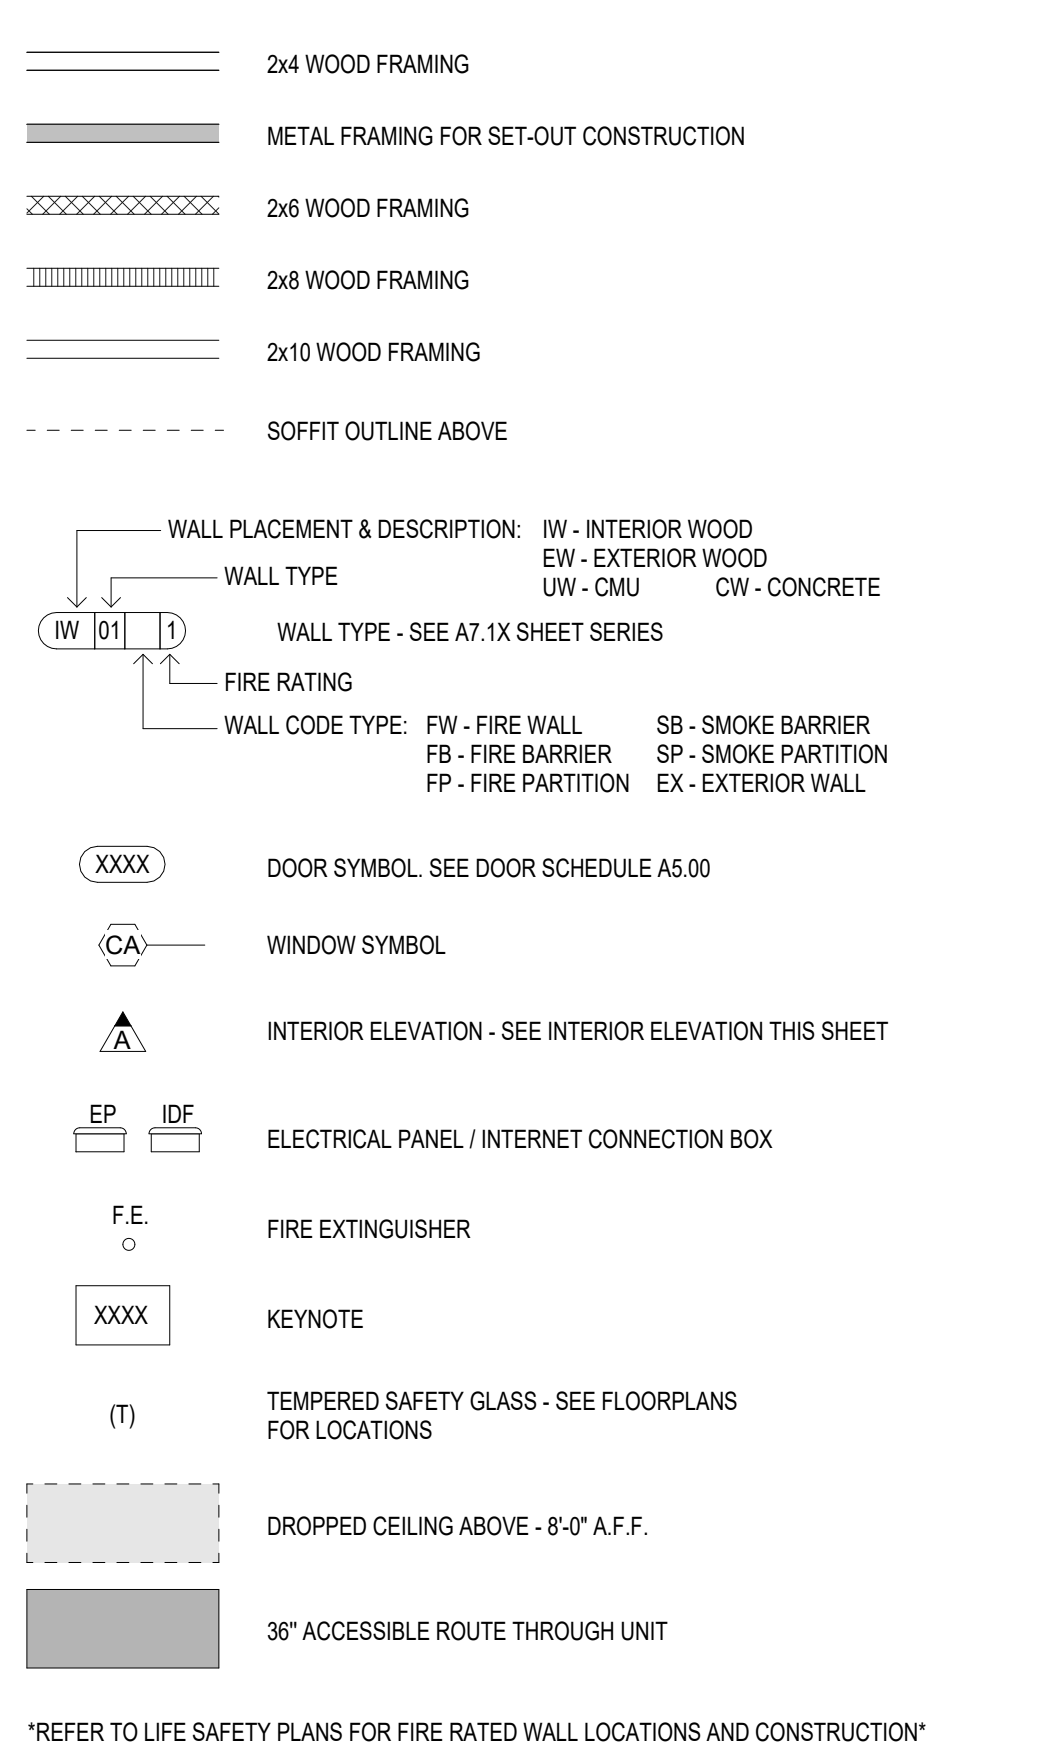 2x4 WOOD FRAMING
METAL FRAMING FOR SET-OUT CONSTRUCTION
2x6 WOOD FRAMING
2x8 WOOD FRAMING
2x10 WOOD FRAMING
SOFFIT OUTLINE ABOVE
WALL PLACEMENT & DESCRIPTION: IW - INTERIOR WOOD
EW - EXTERIOR WOOD
WALL TYPE
UW - CMU CW - CONCRETE
IW 01 1 WALL TYPE - SEE A7.1X SHEET SERIES
FIRE RATING
WALL CODE TYPE: FW - FIRE WALL SB - SMOKE BARRIER
FB - FIRE BARRIER SP - SMOKE PARTITION
FP - FIRE PARTITION EX - EXTERIOR WALL
XXXX DOOR SYMBOL. SEE DOOR SCHEDULE A5.00
CA WINDOW SYMBOL
A INTERIOR ELEVATION - SEE INTERIOR ELEVATION THIS SHEET
EP IDF
ELECTRICAL PANEL / INTERNET CONNECTION BOX
F.E.
FIRE EXTINGUISHER
XXXX KEYNOTE
(T) TEMPERED SAFETY GLASS - SEE FLOORPLANS
FOR LOCATIONS
DROPPED CEILING ABOVE - 8'-0" A.F.F.
36" ACCESSIBLE ROUTE THROUGH UNIT
*REFER TO LIFE SAFETY PLANS FOR FIRE RATED WALL LOCATIONS AND CONSTRUCTION*